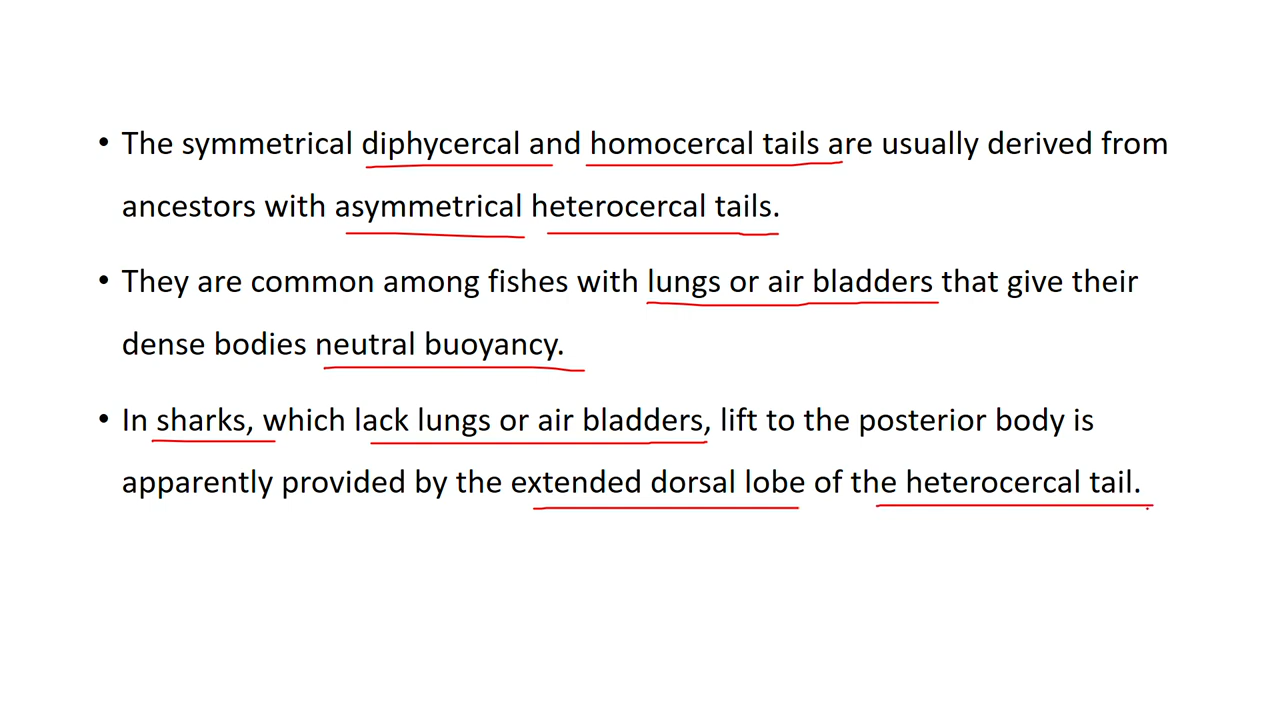 • The symmetrical diphycercal and homocercal tails are usually derived from
ancestors with asymmetrical heterocercal tails.
• They are common among fishes with lungs or air bladders that give their
dense bodies neutral buoyancy.
• In sharks, which lack lungs or air bladders, lift to the posterior body is
apparently provided by the extended dorsal lobe of the heterocercal tail.